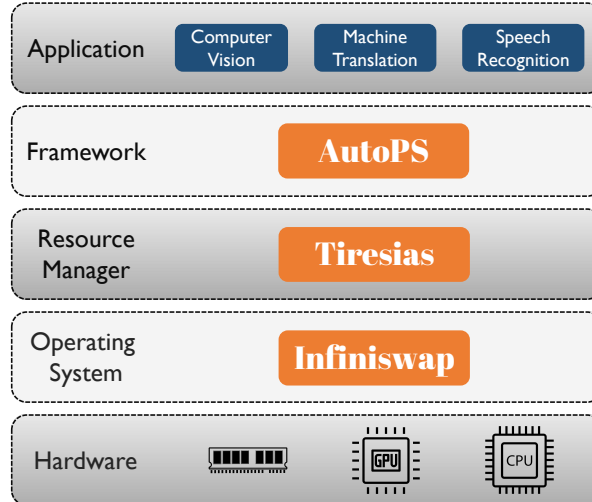 Application
Computer
Vision
Machine
Translation
Speech
Recognition
Framework
AutoPS
Resource
Manager
Tiresias
Operating
System
Infiniswap
Hardware
GPU
CPU